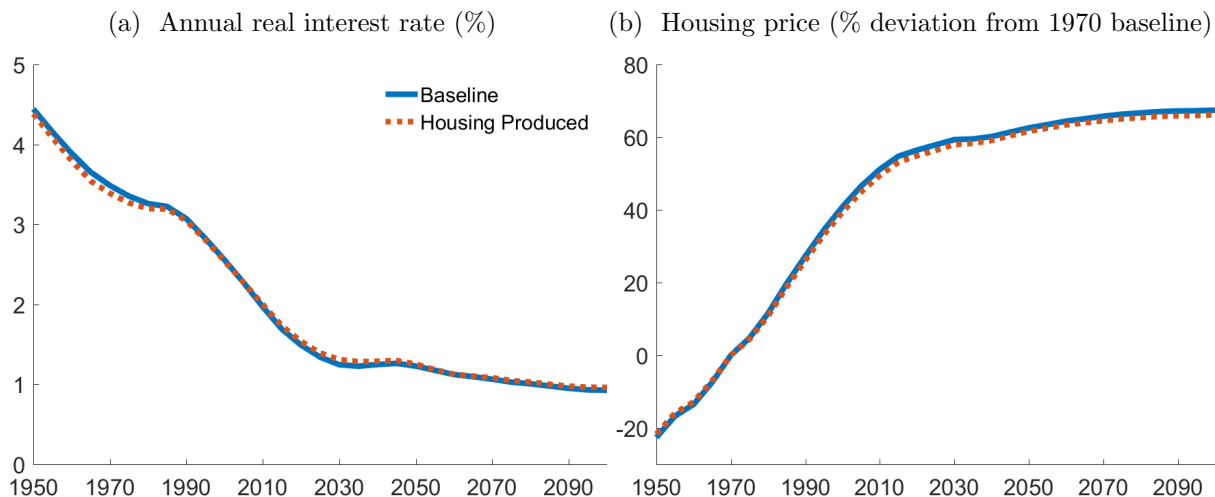 (a) Annual real interest rate (%)
5
4
3
2
1
0
1950 1970 1990 2010 2030 2050 2070 2090
Baseline
Housing Produced
(b) Housing price (% deviation from 1970 baseline)
80
60
40
20
0
-20
1950 1970 1990 2010 2030 2050 2070 2090